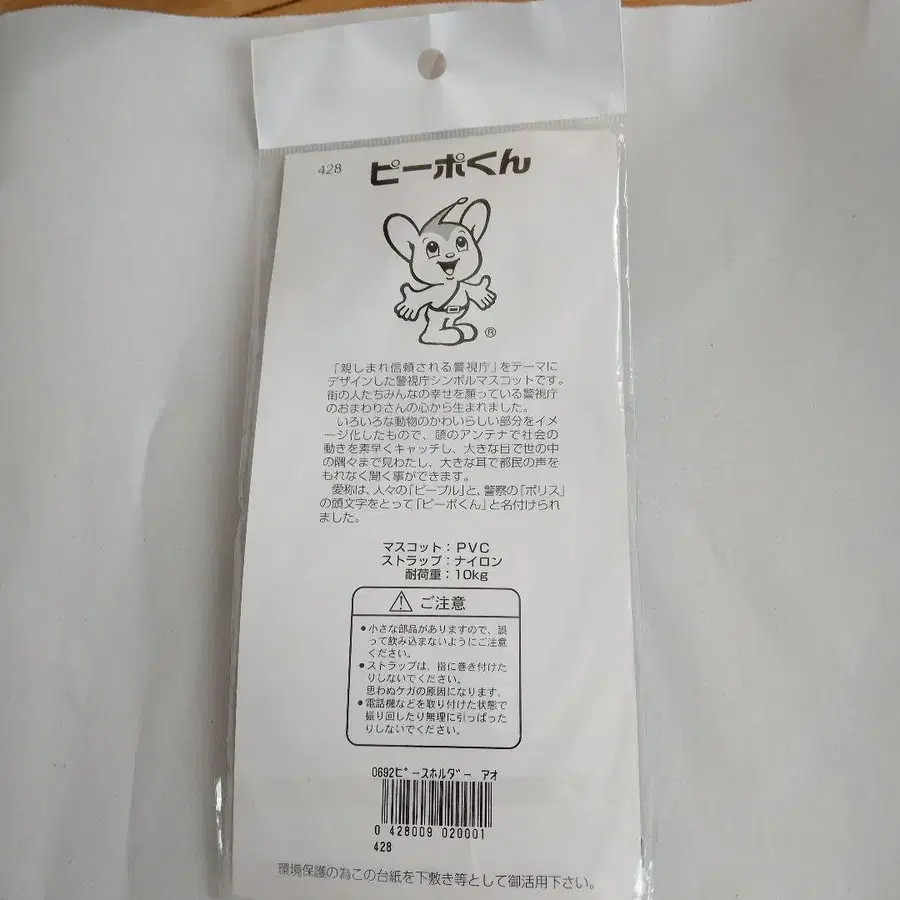 428 ピーポくん
®
「親しまれ信頼される警視庁」をテーマに
デザインした警視庁シンボルマスコットです。
街の人たちみんなの幸せを願っている警視庁
のおまわりさんの心から生まれました。
いろいろな動物のかわいらしい部分をイメ
ージ化したもので、頭のアンテナで社会の
動きを素早くキャッチし、大きな目で世の中
の隅々まで見わたし、大きな耳で都民の声を
もれなく聞く事ができます。
愛称は、人々の「ピープル」と、警察の「ポリス」
の頭文字をとって「ピーポくん」と名付けられ
ました。
マスコット：PVC
ストラップ：ナイロン
耐荷重：10kg
ご注意
●小さな部品がありますので、誤
って飲み込まないようにご注意
ください。
●ストラップは、指に巻き付けた
りしないでください。
思わぬケガの原因になります。
●電話機などを取り付けた状態で
振り回したり無理に引っぱった
りしないでください。
0692ピースホルダー アオ
0 428009 020001
428
環境保護の為この台紙を下敷き等として御活用下さい。